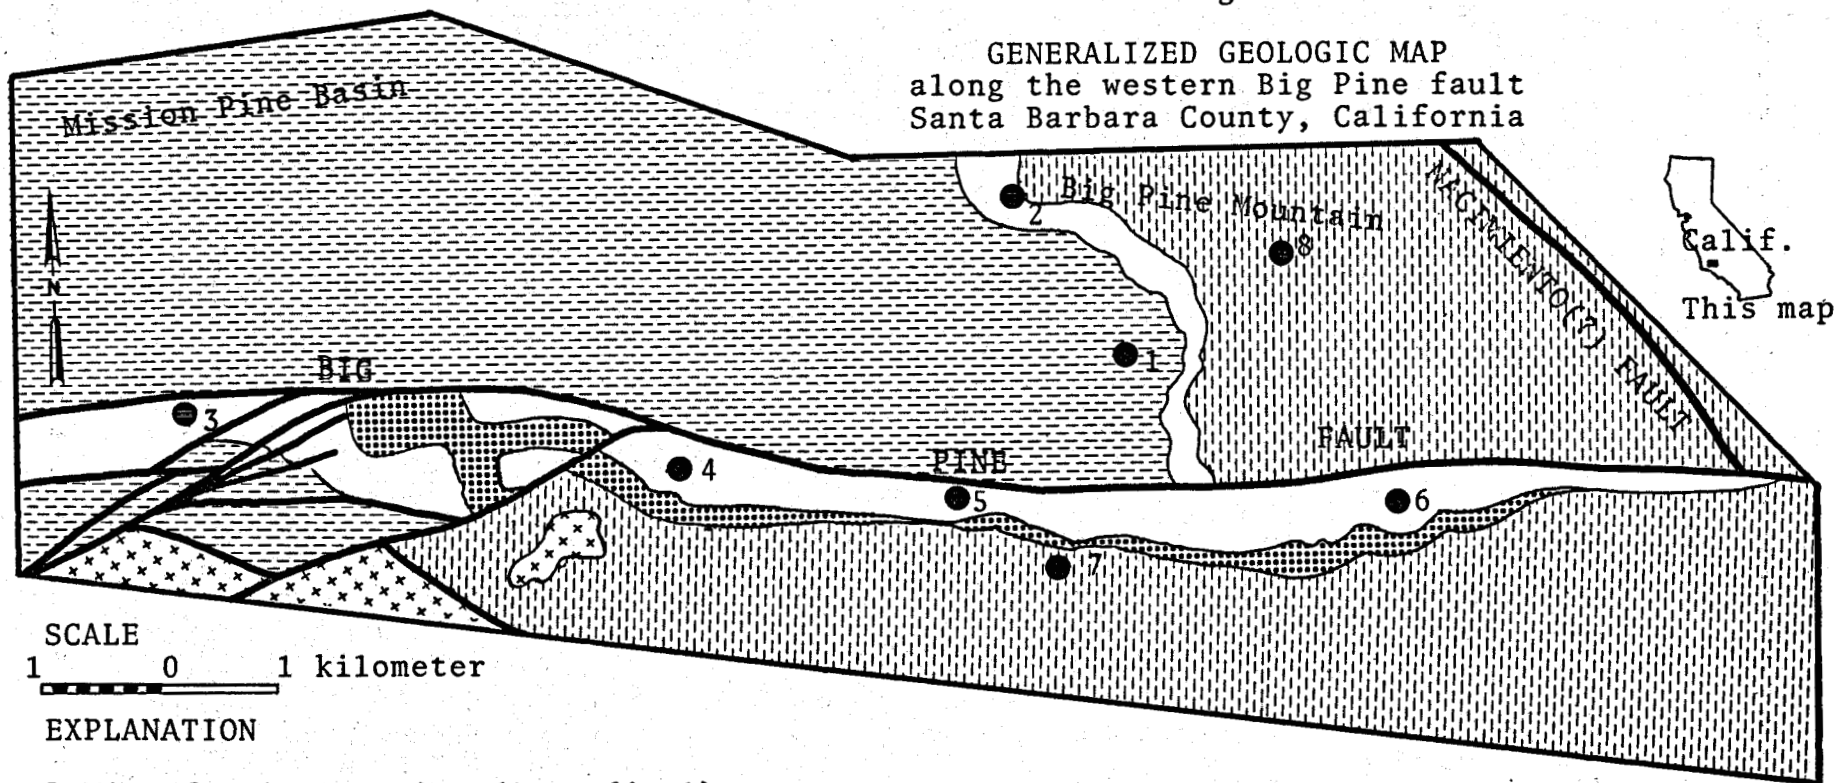 GENERALIZED GEOLOGIC MAP
along the western Big Pine fault
Santa Barbara County, California
Mission Pine Basin
Big Pine Mountain
NACIMIENTO(?) FAULT
Calif.
This map
N
BIG
PINE
FAULT
1
2
3
4
5
6
7
8
SCALE
1 0 1 kilometer
EXPLANATION